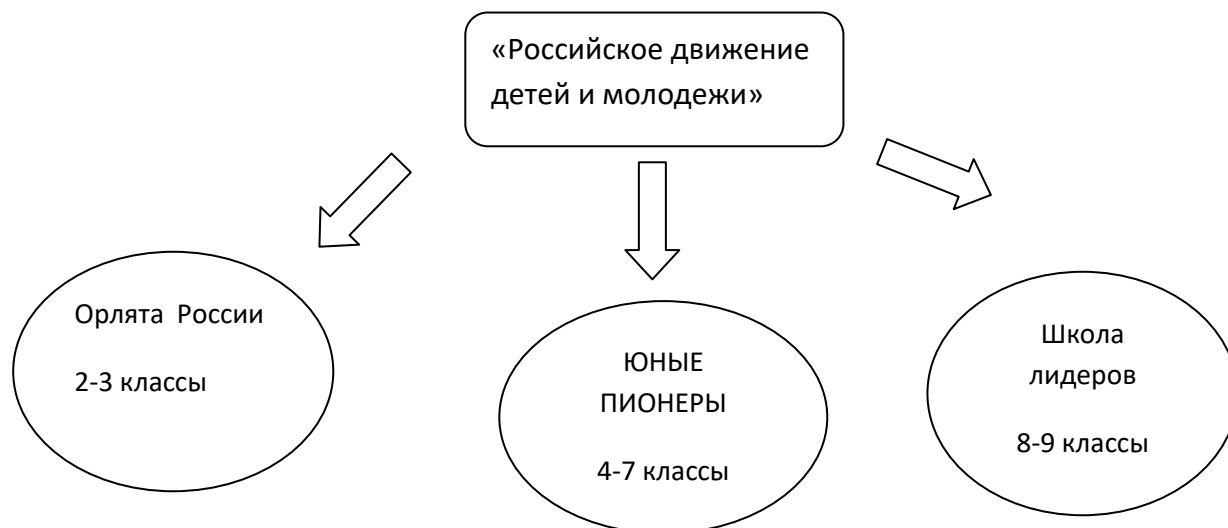 «Российское движение
детей и молодежи»
Орлята России
2-3 классы
ЮНЫЕ
ПИОНЕРЫ
4-7 классы
Школа
лидеров
8-9 классы